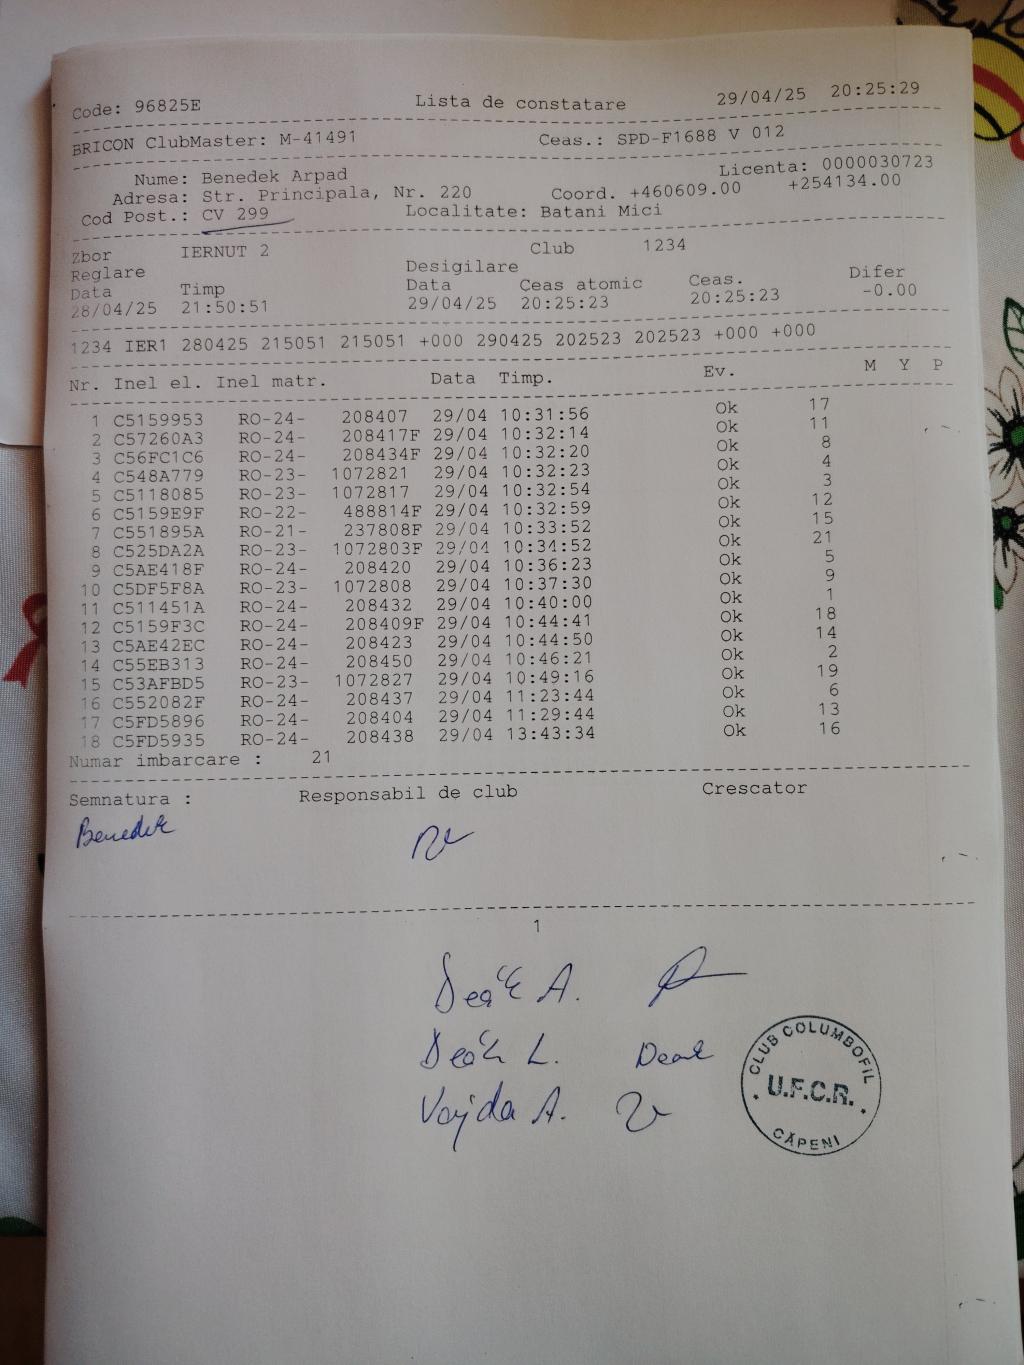 Code: 96825E Lista de constatare 29/04/25 20:25:29
BRICON ClubMaster: M-41491 Ceas.: SPD-F1688 V 012
Nume: Benedek Arpad Licenta: 0000030723
Adresa: Str. Principala, Nr. 220 Coord. +460609.00 +254134.00
Cod Post.: CV 299 Localitate: Batani Mici
Zbor IERNUT 2 Club 1234
Reglare Desigilare
Data Timp Data Ceas atomic Ceas. Difer
28/04/25 21:50:51 29/04/25 20:25:23 20:25:23 -0.00
1234 IER1 280425 215051 215051 +000 290425 202523 202523 +000 +000
Nr. Inel el. Inel matr. Data Timp. Ev. M Y P
1 C5159953 RO-24- 208407 29/04 10:31:56 Ok 17
2 C57260A3 RO-24- 208417F 29/04 10:32:14 Ok 11
3 C56FC1C6 RO-24- 208434F 29/04 10:32:20 Ok 8
4 C548A779 RO-23- 1072821 29/04 10:32:23 Ok 4
5 C5118085 RO-23- 1072817 29/04 10:32:54 Ok 3
6 C5159E9F RO-22- 488814F 29/04 10:32:59 Ok 12
7 C551895A RO-21- 237808F 29/04 10:33:52 Ok 15
8 C525DA2A RO-23- 1072803F 29/04 10:34:52 Ok 21
9 C5AE418F RO-24- 208420 29/04 10:36:23 Ok 5
10 C5DF5F8A RO-23- 1072808 29/04 10:37:30 Ok 9
11 C511451A RO-24- 208432 29/04 10:40:00 Ok 1
12 C5159F3C RO-24- 208409F 29/04 10:44:41 Ok 18
13 C5AE42EC RO-24- 208423 29/04 10:44:50 Ok 14
14 C55EB313 RO-24- 208450 29/04 10:46:21 Ok 2
15 C53AFBD5 RO-23- 1072827 29/04 10:49:16 Ok 19
16 C552082F RO-24- 208437 29/04 11:23:44 Ok 6
17 C5FD5896 RO-24- 208404 29/04 11:29:44 Ok 13
18 C5FD5935 RO-24- 208438 29/04 13:43:34 Ok 16
Numar imbarcare : 21
Semnatura : Responsabil de club Crescator
Benedek
1
Deák A.
Deák L. Deak
Vajda A.
CLUB COLUMBOFIL
U.F.C.R.
CĂPENI